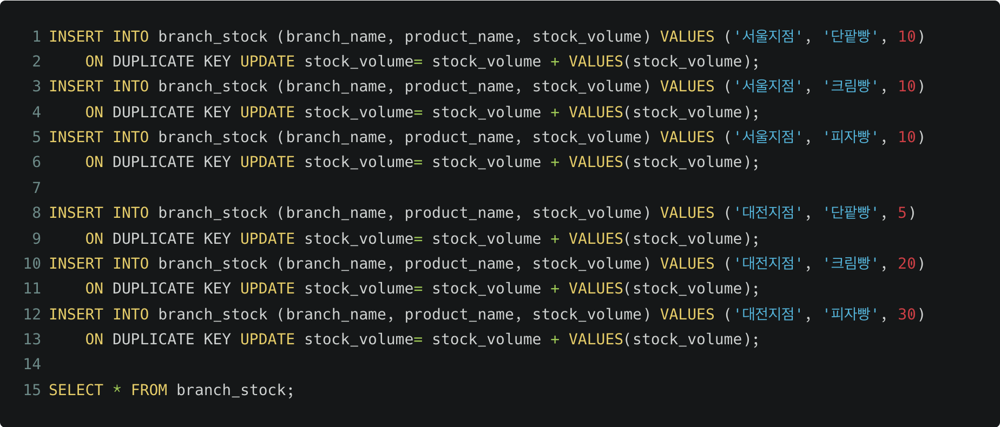 1 INSERT INTO branch_stock (branch_name, product_name, stock_volume) VALUES ('서울지점', '단팥빵', 10)
2     ON DUPLICATE KEY UPDATE stock_volume= stock_volume + VALUES(stock_volume);
3 INSERT INTO branch_stock (branch_name, product_name, stock_volume) VALUES ('서울지점', '크림빵', 10)
4     ON DUPLICATE KEY UPDATE stock_volume= stock_volume + VALUES(stock_volume);
5 INSERT INTO branch_stock (branch_name, product_name, stock_volume) VALUES ('서울지점', '피자빵', 10)
6     ON DUPLICATE KEY UPDATE stock_volume= stock_volume + VALUES(stock_volume);
7
8 INSERT INTO branch_stock (branch_name, product_name, stock_volume) VALUES ('대전지점', '단팥빵', 5)
9     ON DUPLICATE KEY UPDATE stock_volume= stock_volume + VALUES(stock_volume);
10 INSERT INTO branch_stock (branch_name, product_name, stock_volume) VALUES ('대전지점', '크림빵', 20)
11     ON DUPLICATE KEY UPDATE stock_volume= stock_volume + VALUES(stock_volume);
12 INSERT INTO branch_stock (branch_name, product_name, stock_volume) VALUES ('대전지점', '피자빵', 30)
13     ON DUPLICATE KEY UPDATE stock_volume= stock_volume + VALUES(stock_volume);
14
15 SELECT * FROM branch_stock;